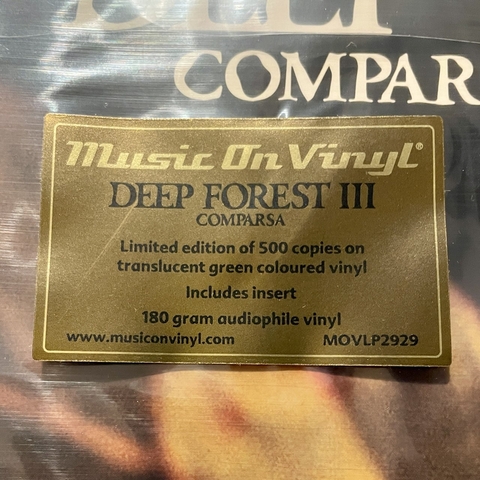 DEEP
COMPAR
Music On Vinyl®
DEEP FOREST III
COMPARSA
Limited edition of 500 copies on
translucent green coloured vinyl
Includes insert
180 gram audiophile vinyl
www.musiconvinyl.com MOVLP2929